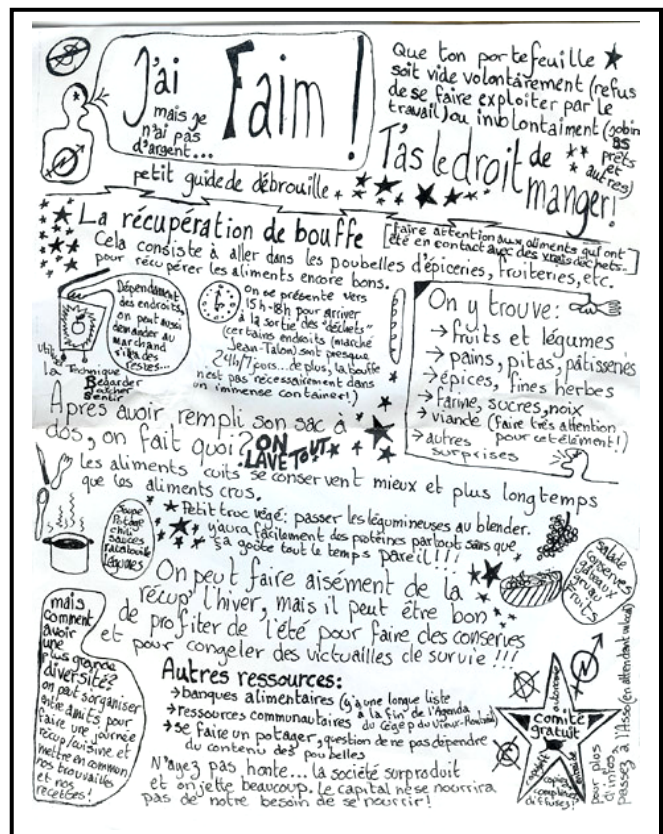 J'ai
mais je
n'ai pas
d'argent...
Faim!
petit guide de débrouille
Que ton portefeuille
soit vide volontairement (refus
de se faire exploiter par le
travail) ou involontaiment (jobines
prêts
et
autres)
T'as le droit de
manger!
La récupération de bouffe
[faire attention aux aliments qui ont
été en contact avec des vrais déchets...]
Cela consiste à aller dans les poubelles d'épiceries, fruiteries, etc.
pour récupérer les aliments encore bons.
Dépendament
des endroits,
on peut aussi
demander au
marchand
s'il a des
restes...
la Technique
Regarder
Toucher
Sentir
on se présente vers
15h-18h pour arriver
à la sortie des "déchets"
(certains endroits (marché
Jean-Talon) sont presque
24h/7jours... de plus, la bouffe
n'est pas nécessairement dans
un immense container!)
On y trouve:
→ fruits et légumes
→ pains, pitas, pâtisseries
→ épices, fines herbes
→ farine, sucres, noix
→ viande (faire très attention
pour cet élément!)
→ autres
surprises
Après avoir rempli son sac à
dos, on fait quoi? ON
LAVE TOUT
Les aliments cuits se conservent mieux et plus longtemps
que les aliments crus.
Soupe
Potage
chili
sauces
ratatouille
légumes
Petit truc végé: passer les légumineuses au blender.
y'aura facilement des protéines partout sans que
ça goûte tout le temps pareil!!!
Salade
conserves
gâteaux
gruau
Fruits
On peut faire aisément de la
récup' l'hiver, mais il peut être bon
de profiter de l'été pour faire des conserves
et pour congeler des victuailles de survie!!!
mais
comment
avoir
une
plus grande
diversité?
on peut s'organiser
entre amis pour
faire une journée
récup/cuisine et
mettre en commun
nos trouvailles
et nos
recettes!
Autres ressources:
→ banques alimentaires (y'a une longue liste
à la fin de l'Agenda
du Cégep du Vieux-Montréal)
→ ressources communautaires
→ se faire un potager, question de ne pas dépendre
du contenu des poubelles
N'ayez pas honte... la société surproduit
et on jette beaucoup. Le capital ne se nourrira
pas de notre besoin de se nourrir!
comité
gratuit
copiez
diffusez!
pour plus
d'infos,
passez à l'Asso (en attendant un local)